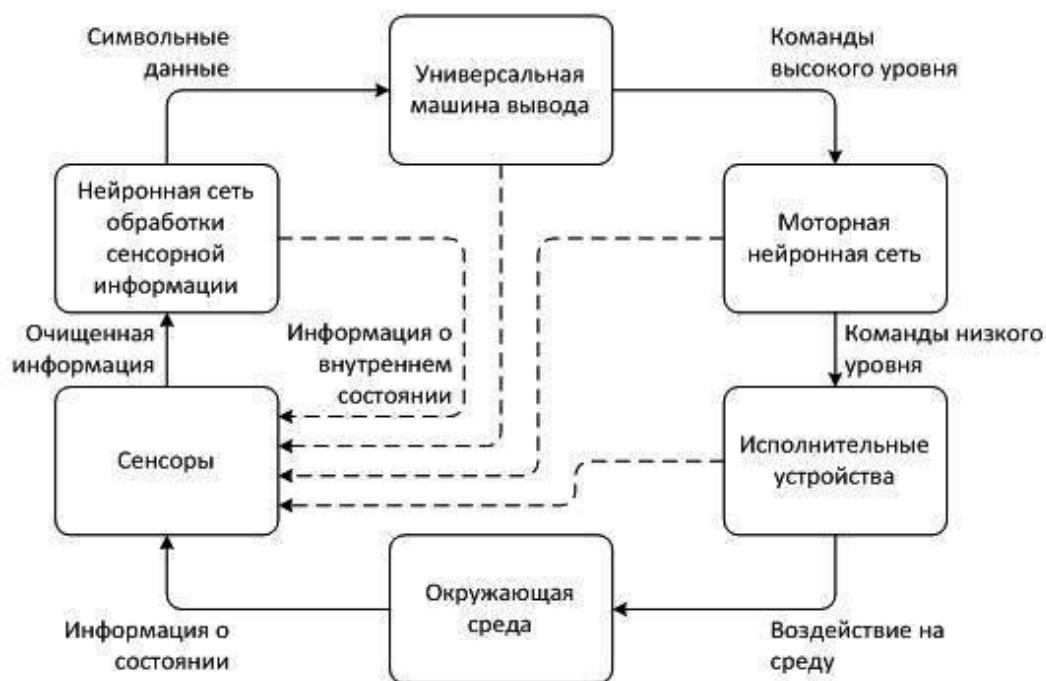 Символьные
данные
Универсальная
машина вывода
Команды
высокого уровня
Нейронная сеть
обработки
сенсорной
информации
Моторная
нейронная сеть
Очищенная
информация
Информация о
внутреннем
состоянии
Команды низкого
уровня
Сенсоры
Исполнительные
устройства
Окружающая
среда
Информация о
состоянии
Воздействие на
среду